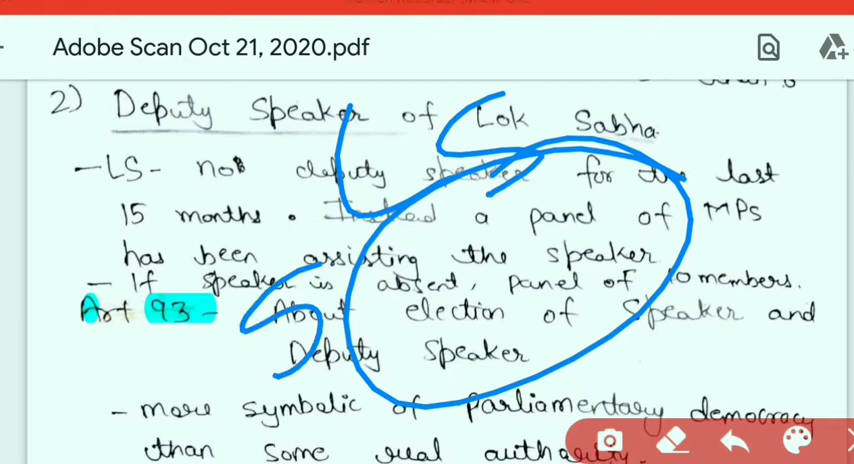 Adobe Scan Oct 21, 2020.pdf
2) Deputy Speaker of Lok Sabha.
- LS - no deputy speaker for the last
15 months. Instead a panel of MPs
has been assisting the speaker
- If speaker is absent, panel of 10 members.
Art 93 - About election of Speaker and
Deputy Speaker
- more symbolic of parliamentary democracy
than some real authority.
LS
S